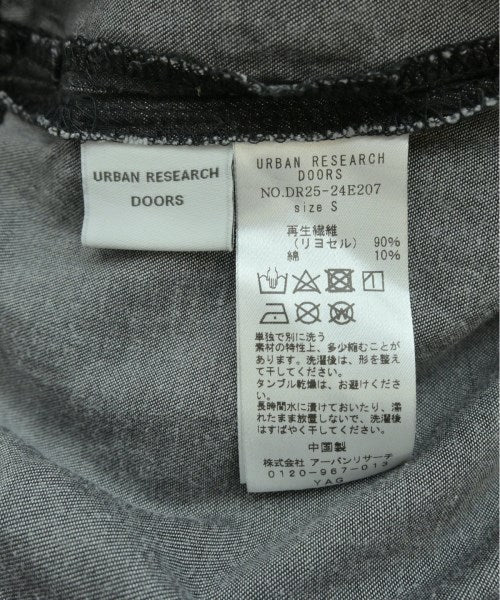 URBAN RESEARCH
DOORS
URBAN RESEARCH
DOORS
NO.DR25-24E207
size S
再生繊維
(リヨセル) 90%
綿 10%
単独で別に洗う
素材の特性上、多少縮むことが
あります。洗濯後は、形を整え
て干してください。
タンブル乾燥は、お避けください。
長時間水に漬けておいたり、濡
れたまま放置しないで、洗濯後
はすばやく干してください。
中国製
株式会社 アーバンリサーチ
0120-967-013
YAG